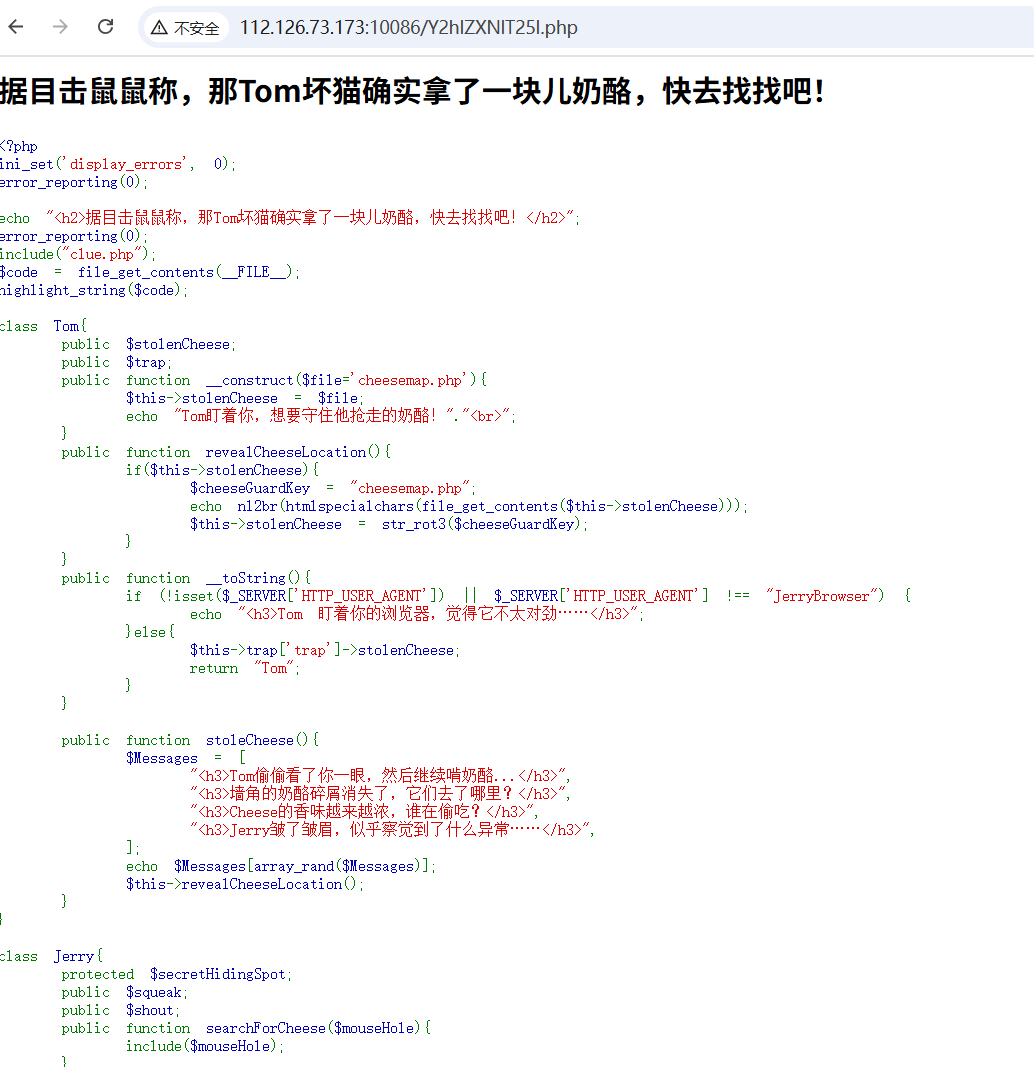 不安全 112.126.73.173:10086/Y2hlZXNlT25l.php
据目击鼠鼠称，那Tom坏猫确实拿了一块儿奶酪，快去找找吧！
<?php
ini_set('display_errors', 0);
error_reporting(0);
echo "<h2>据目击鼠鼠称，那Tom坏猫确实拿了一块儿奶酪，快去找找吧！</h2>";
error_reporting(0);
include("clue.php");
$code = file_get_contents(__FILE__);
highlight_string($code);
class Tom{
public $stolenCheese;
public $trap;
public function __construct($file='cheesemap.php'){
$this->stolenCheese = $file;
echo "Tom盯着你，想要守住他抢走的奶酪！"."<br>";
}
public function revealCheeseLocation(){
if($this->stolenCheese){
$cheeseGuardKey = "cheesemap.php";
echo nl2br(htmlspecialchars(file_get_contents($this->stolenCheese)));
$this->stolenCheese = str_rot3($cheeseGuardKey);
}
}
public function __toString(){
if (!isset($_SERVER['HTTP_USER_AGENT']) || $_SERVER['HTTP_USER_AGENT'] !== "JerryBrowser") {
echo "<h3>Tom 盯着你的浏览器，觉得它不太对劲……</h3>";
}else{
$this->trap['trap']->stolenCheese;
return "Tom";
}
}
public function stoleCheese(){
$Messages = [
"<h3>Tom偷偷看了你一眼，然后继续啃奶酪...</h3>",
"<h3>墙角的奶酪碎屑消失了，它们去了哪里？</h3>",
"<h3>Cheese的香味越来越浓，谁在偷吃？</h3>",
"<h3>Jerry皱了皱眉，似乎察觉到了什么异常……</h3>",
];
echo $Messages[array_rand($Messages)];
$this->revealCheeseLocation();
}
}
class Jerry{
protected $secretHidingSpot;
public $squeak;
public $shout;
public function searchForCheese($mouseHole){
include($mouseHole);
}